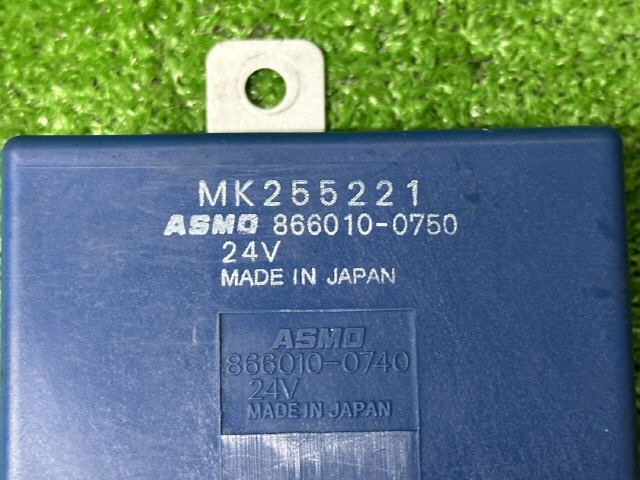 MK255221
ASMO 866010-0750
24V
MADE IN JAPAN
ASMO
866010-0740
24V
MADE IN JAPAN